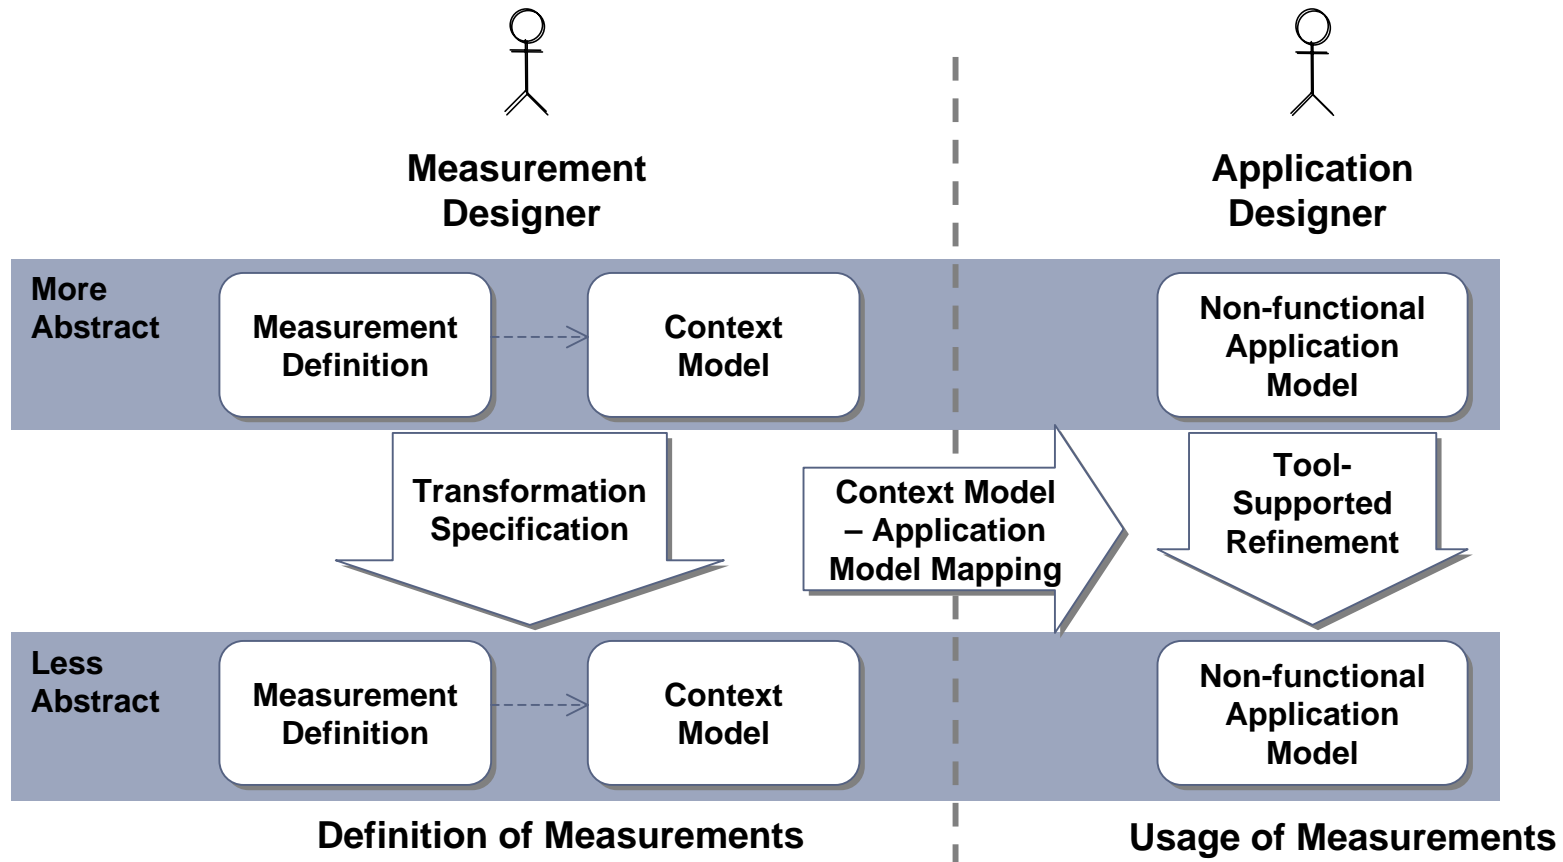 Measurement
Designer
Application
Designer
More
Abstract
Measurement
Definition
Context
Model
Non-functional
Application
Model
Transformation
Specification
Context Model
– Application
Model Mapping
Tool-
Supported
Refinement
Less
Abstract
Measurement
Definition
Context
Model
Non-functional
Application
Model
Definition of Measurements
Usage of Measurements